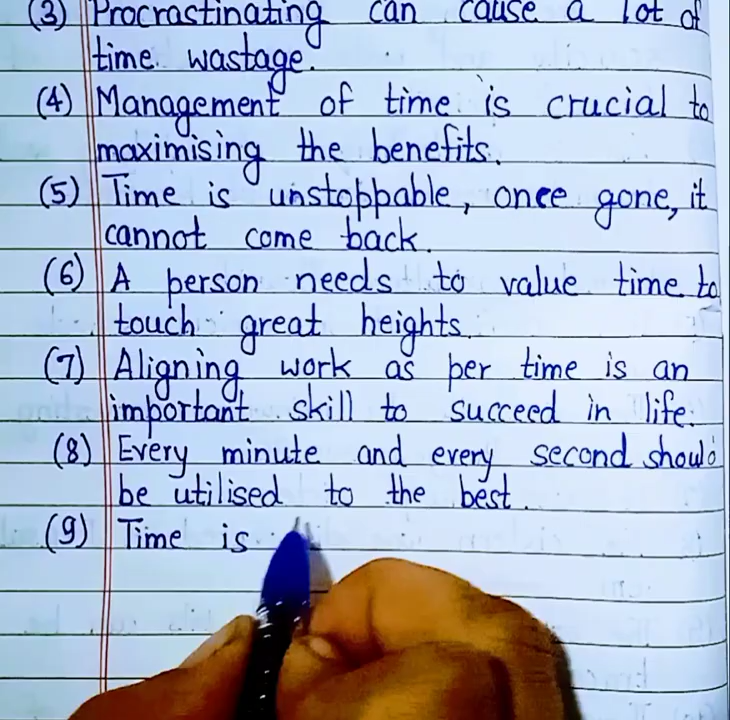 (3) Procrastinating can cause a lot of
time wastage.
(4) Management of time is crucial to
maximising the benefits.
(5) Time is unstoppable, once gone, it
cannot come back.
(6) A person needs to value time to
touch great heights.
(7) Aligning work as per time is an
important skill to succeed in life.
(8) Every minute and every second should
be utilised to the best.
(9) Time is